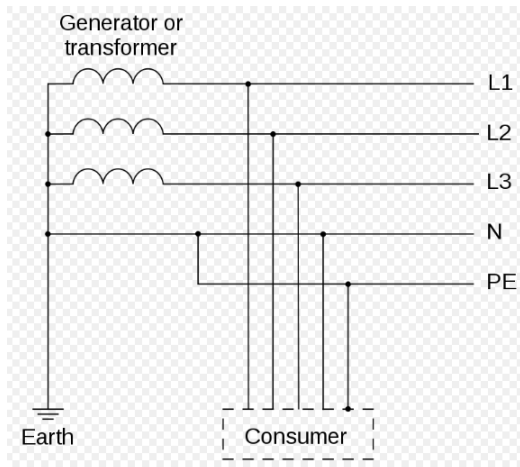 Generator or
transformer
L1
L2
L3
N
PE
Earth
Consumer